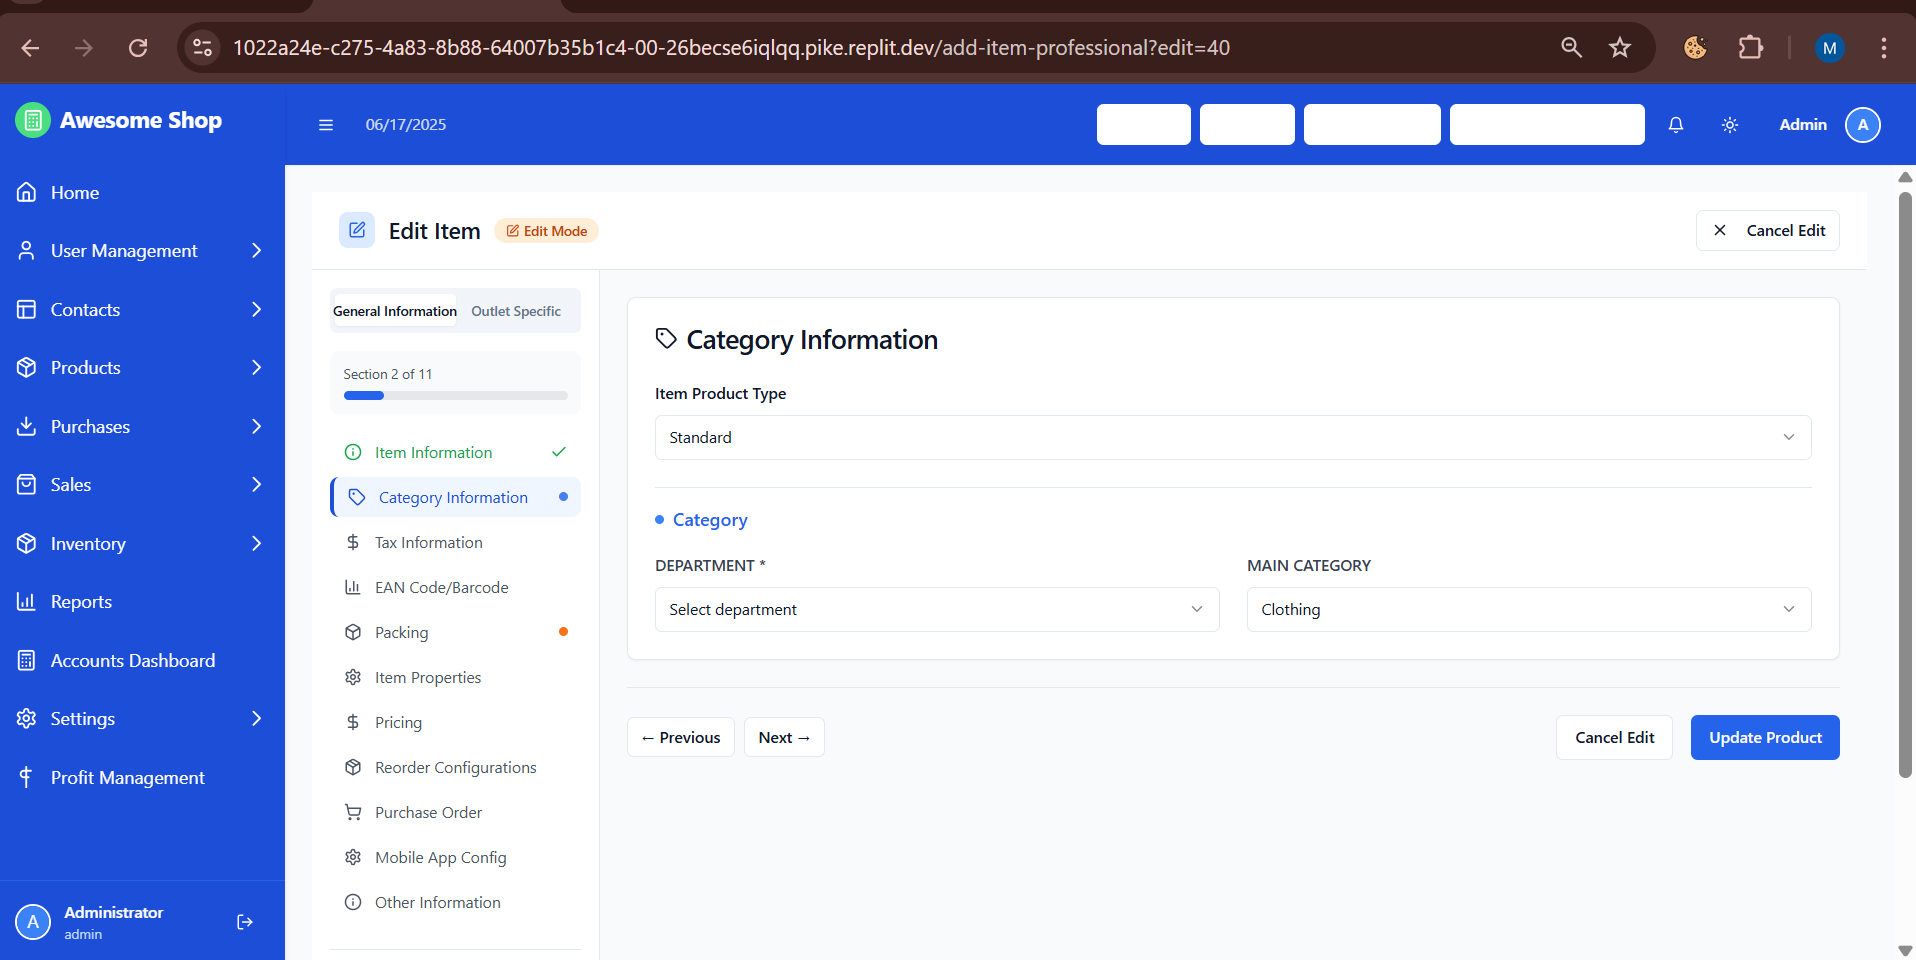 1022a24e-c275-4a83-8b88-64007b35b1c4-00-26becse6iqlqq.pike.replit.dev/add-item-professional?edit=40
M
Awesome Shop
06/17/2025
Admin
A
Home
User Management
Contacts
Products
Purchases
Sales
Inventory
Reports
Accounts Dashboard
Settings
Profit Management
A
Administrator
admin
Edit Item
Edit Mode
Cancel Edit
General Information
Outlet Specific
Section 2 of 11
Item Information
Category Information
Tax Information
EAN Code/Barcode
Packing
Item Properties
Pricing
Reorder Configurations
Purchase Order
Mobile App Config
Other Information
Category Information
Item Product Type
Standard
Category
DEPARTMENT *
MAIN CATEGORY
Select department
Clothing
← Previous
Next →
Cancel Edit
Update Product